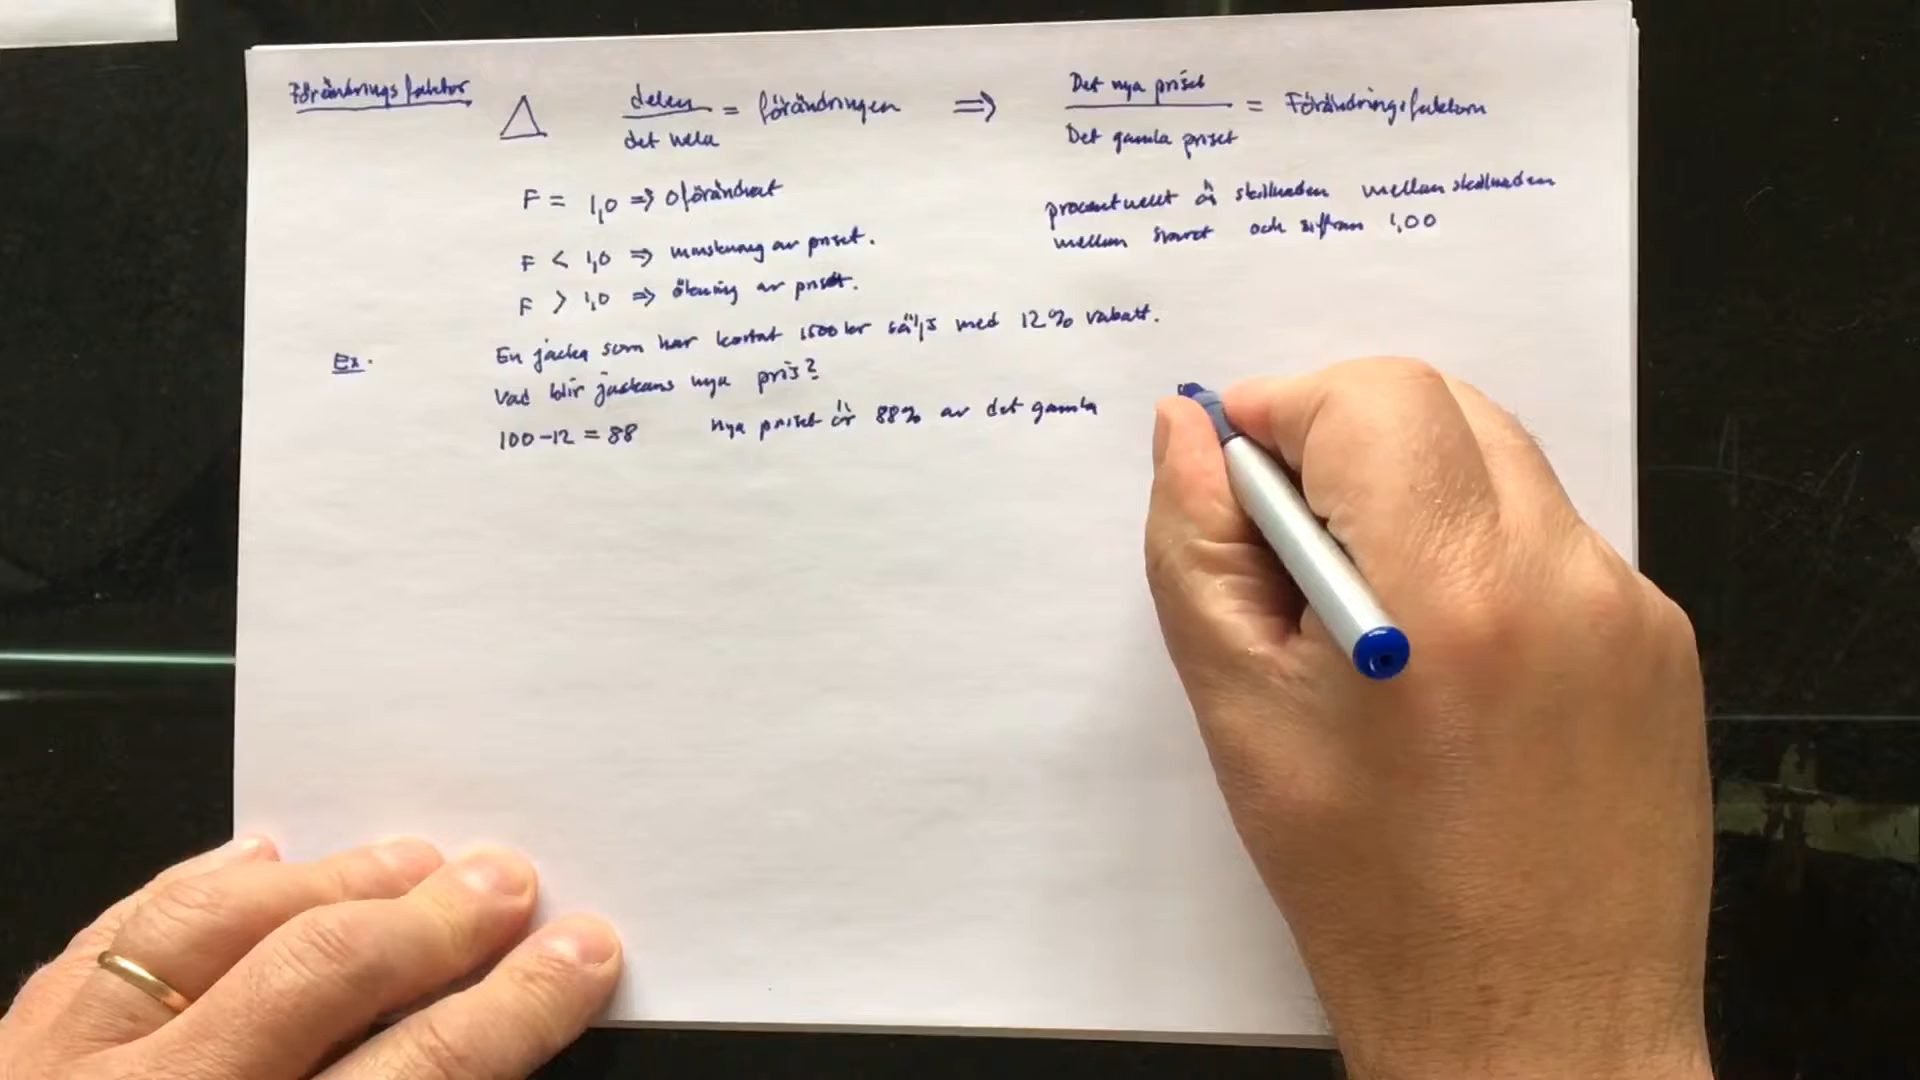 Förändringsfaktor
△ delen / det hela = förändringen ⇒ Det nya priset / Det gamla priset = Förändringsfaktorn
F = 1,0 ⇒ oförändrat
procentuellt är skillnaden mellan skillnaden
mellan svaret och siffran 1,00
F < 1,0 ⇒ minskning av priset.
F > 1,0 ⇒ ökning av priset.
Ex. En jacka som har kostat 1500 kr säljs med 12% rabatt.
Vad blir jackans nya pris?
100-12 = 88 nya priset är 88% av det gamla